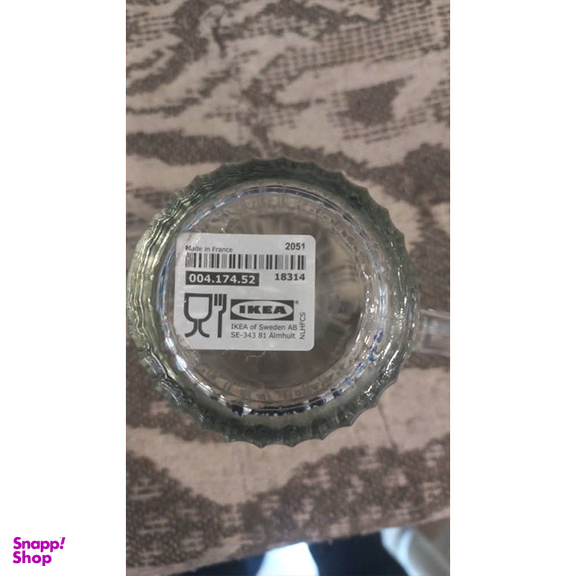 Made in France 2051
004.174.52 18314
IKEA
IKEA of Sweden AB
SE-343 81 Älmhult
NLHFCS
Snapp!
Shop